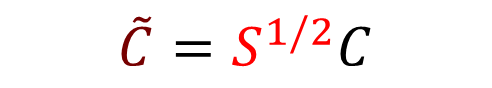 C̃ = S^{1/2}C